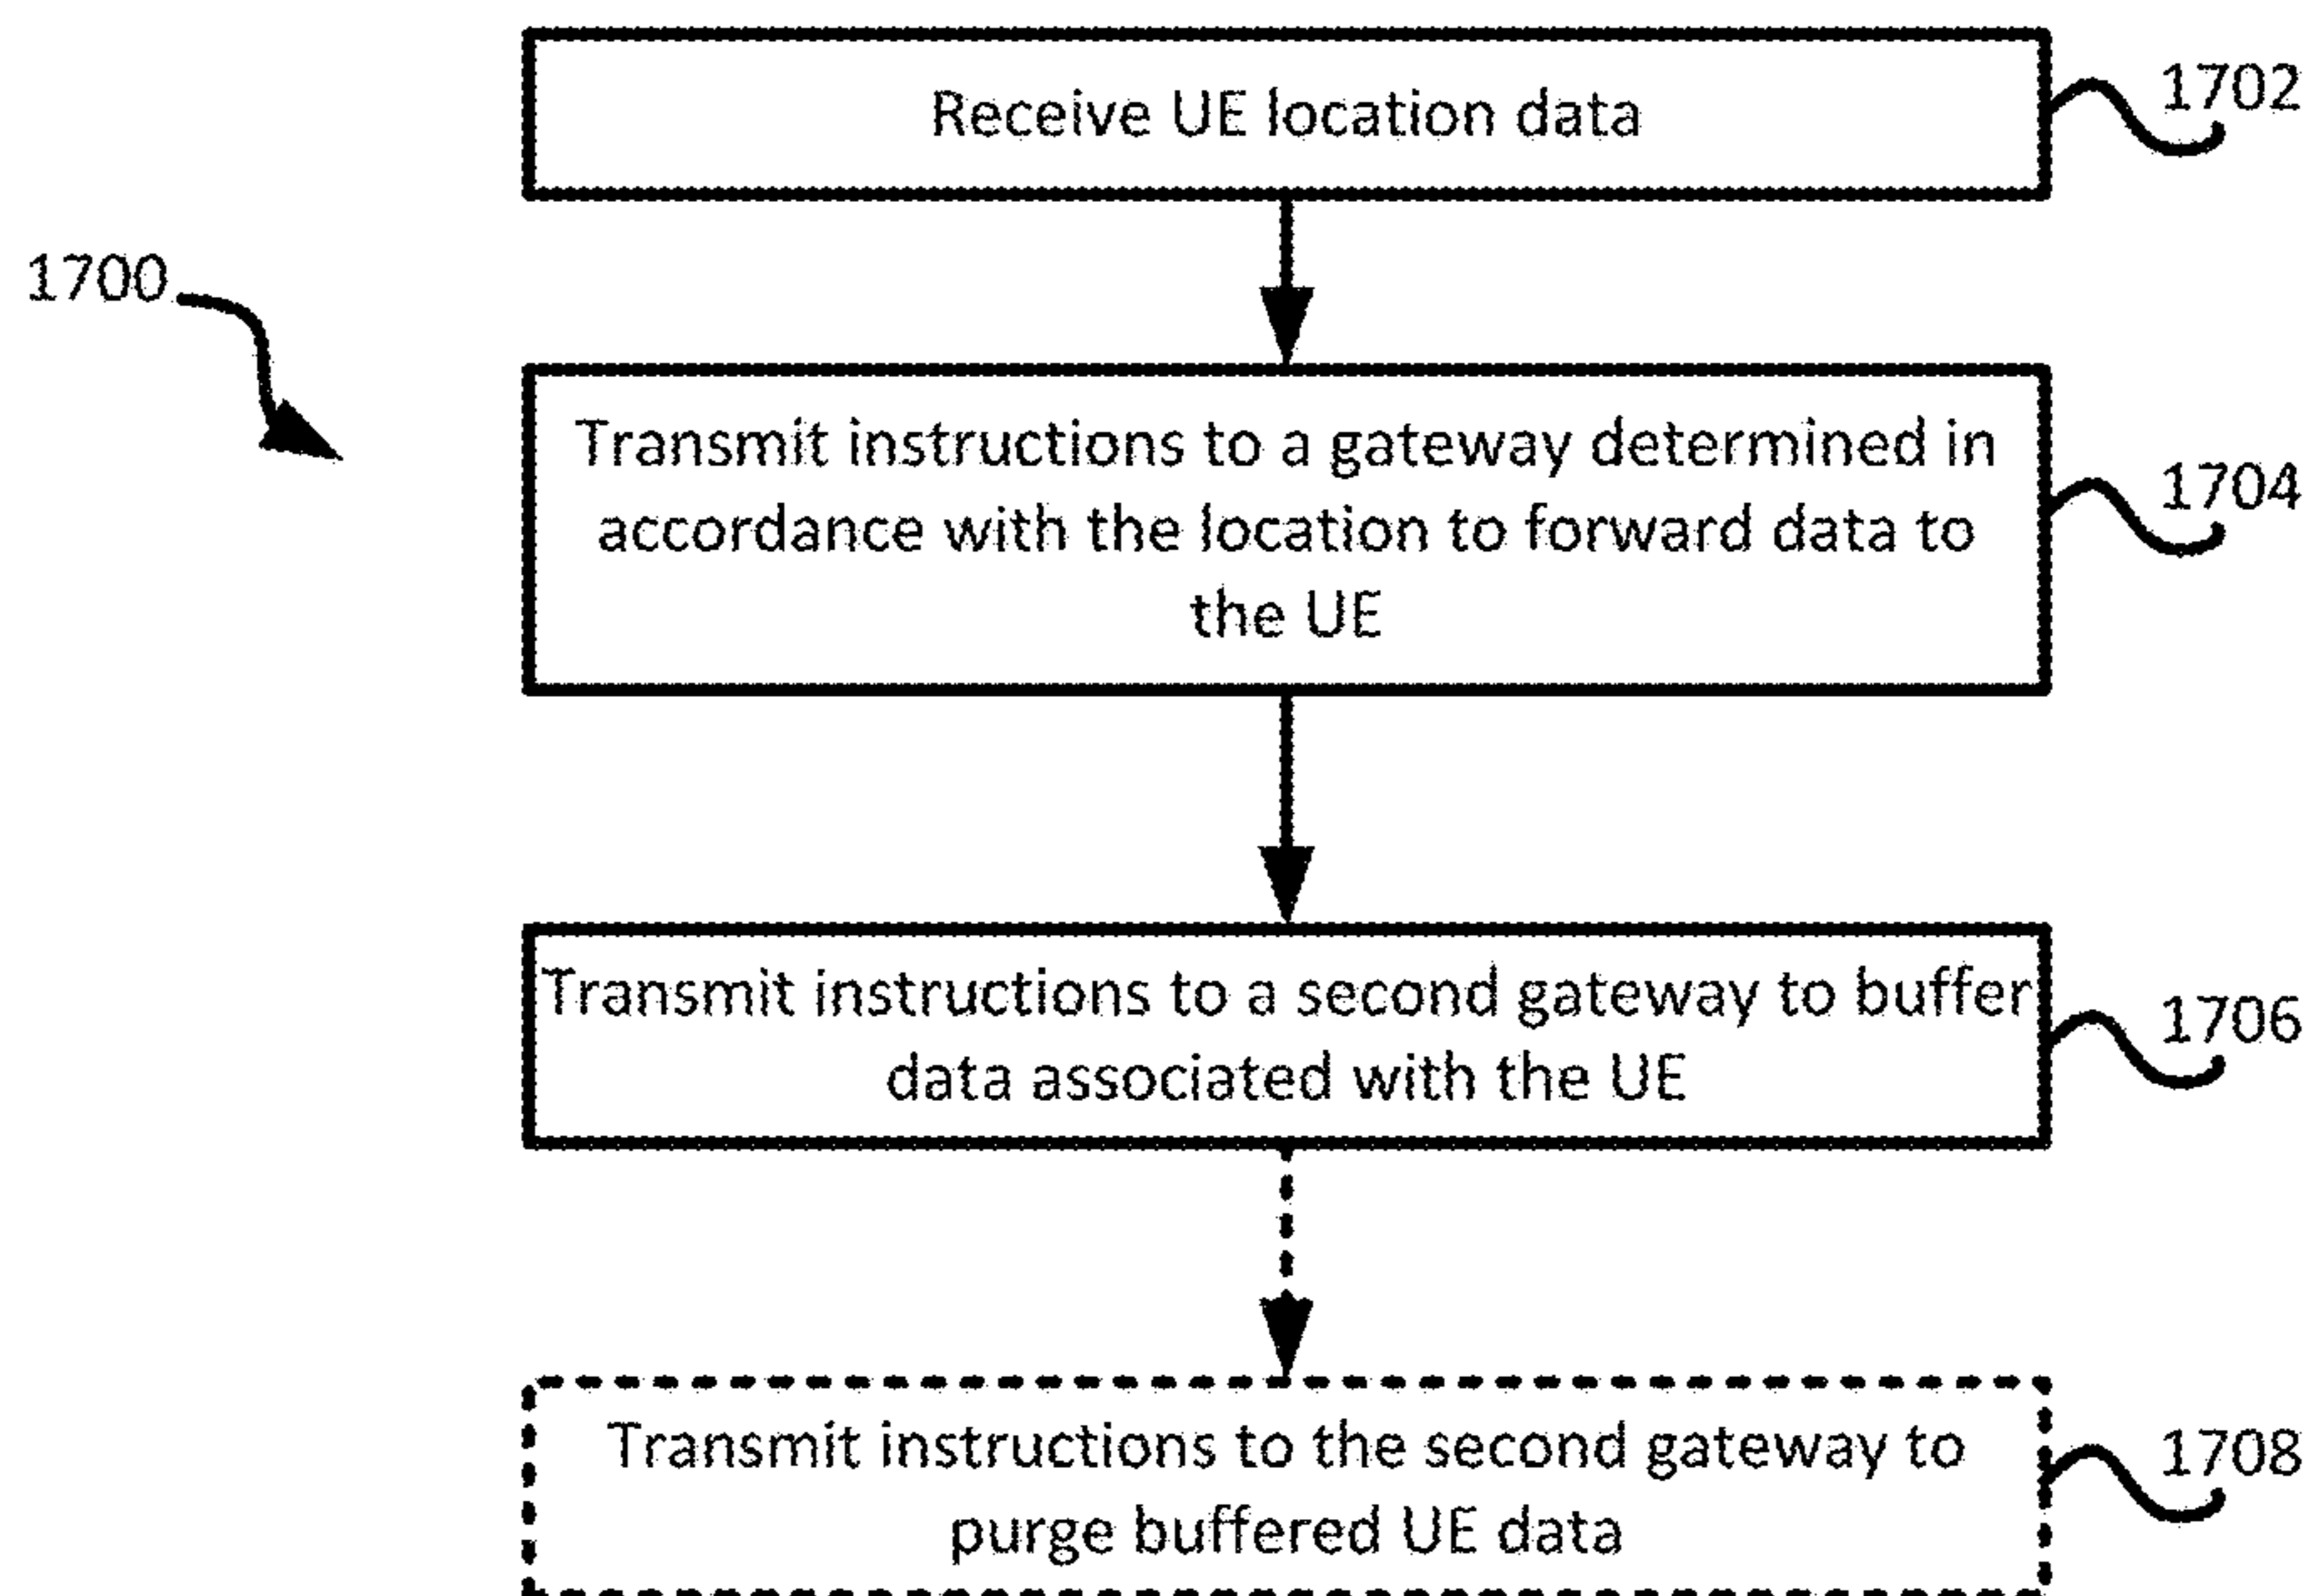 Receive UE location data
1702
1700
Transmit instructions to a gateway determined in
accordance with the location to forward data to
the UE
1704
Transmit instructions to a second gateway to buffer
data associated with the UE
1706
Transmit instructions to the second gateway to
purge buffered UE data
1708